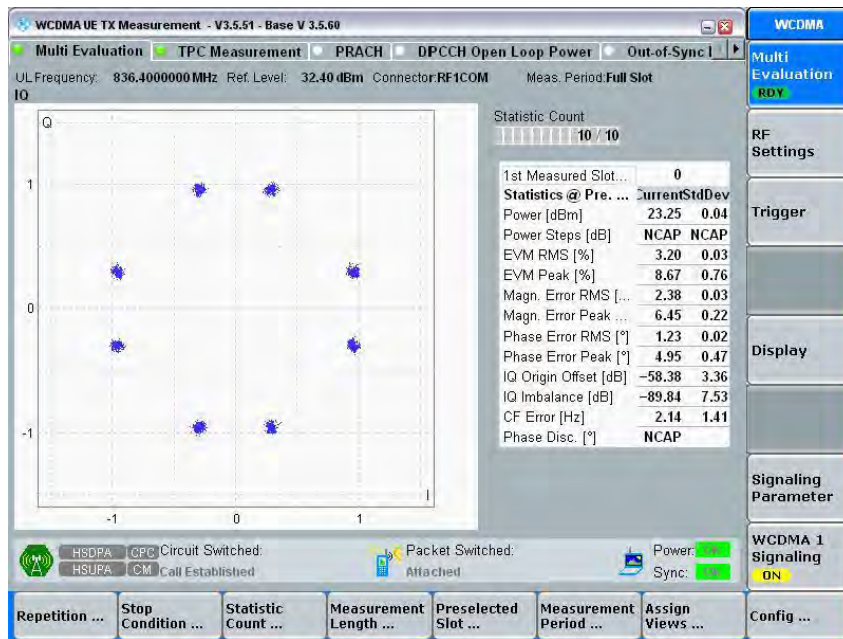 WCDMA UE TX Measurement - V3.5.51 - Base V 3.5.60
WCDMA
Multi Evaluation TPC Measurement PRACH DPCCH Open Loop Power Out-of-Sync
UL Frequency: 836.4000000 MHz Ref. Level: 32.40 dBm Connector:RF1COM Meas. Period:Full Slot
IQ
Q
1
0
-1
-1 0 1
I
Statistic Count
10 / 10
1st Measured Slot... 0
Statistics @ Pre. ... CurrentStdDev
Power [dBm] 23.25 0.04
Power Steps [dB] NCAP NCAP
EVM RMS [%] 3.20 0.03
EVM Peak [%] 8.67 0.76
Magn. Error RMS [... 2.38 0.03
Magn. Error Peak ... 6.45 0.22
Phase Error RMS [°] 1.23 0.02
Phase Error Peak [°] 4.95 0.47
IQ Origin Offset [dB] −58.38 3.36
IQ Imbalance [dB] −89.84 7.53
CF Error [Hz] 2.14 1.41
Phase Disc. [°] NCAP
HSDPA CPC Circuit Switched: Packet Switched: Power:
HSUPA CM Call Established Attached Sync:
Multi
Evaluation
RDY
RF
Settings
Trigger
Display
Signaling
Parameter
WCDMA 1
Signaling
ON
Repetition ...
Stop
Condition ...
Statistic
Count ...
Measurement
Length ...
Preselected
Slot ...
Measurement
Period ...
Assign
Views ...
Config ...